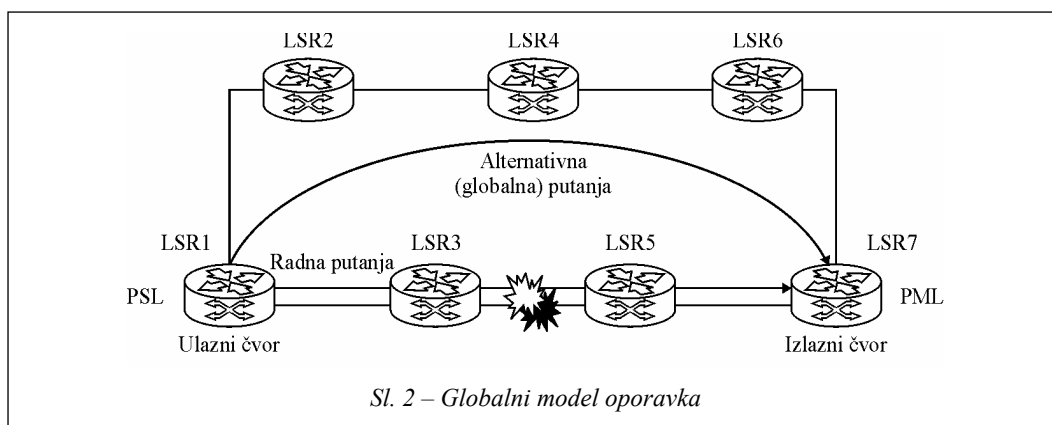 LSR2
LSR4
LSR6
Alternativna
(globalna) putanja
LSR1
LSR3
LSR5
LSR7
Radna putanja
PSL
PML
Ulazni čvor
Izlazni čvor
Sl. 2 – Globalni model oporavka